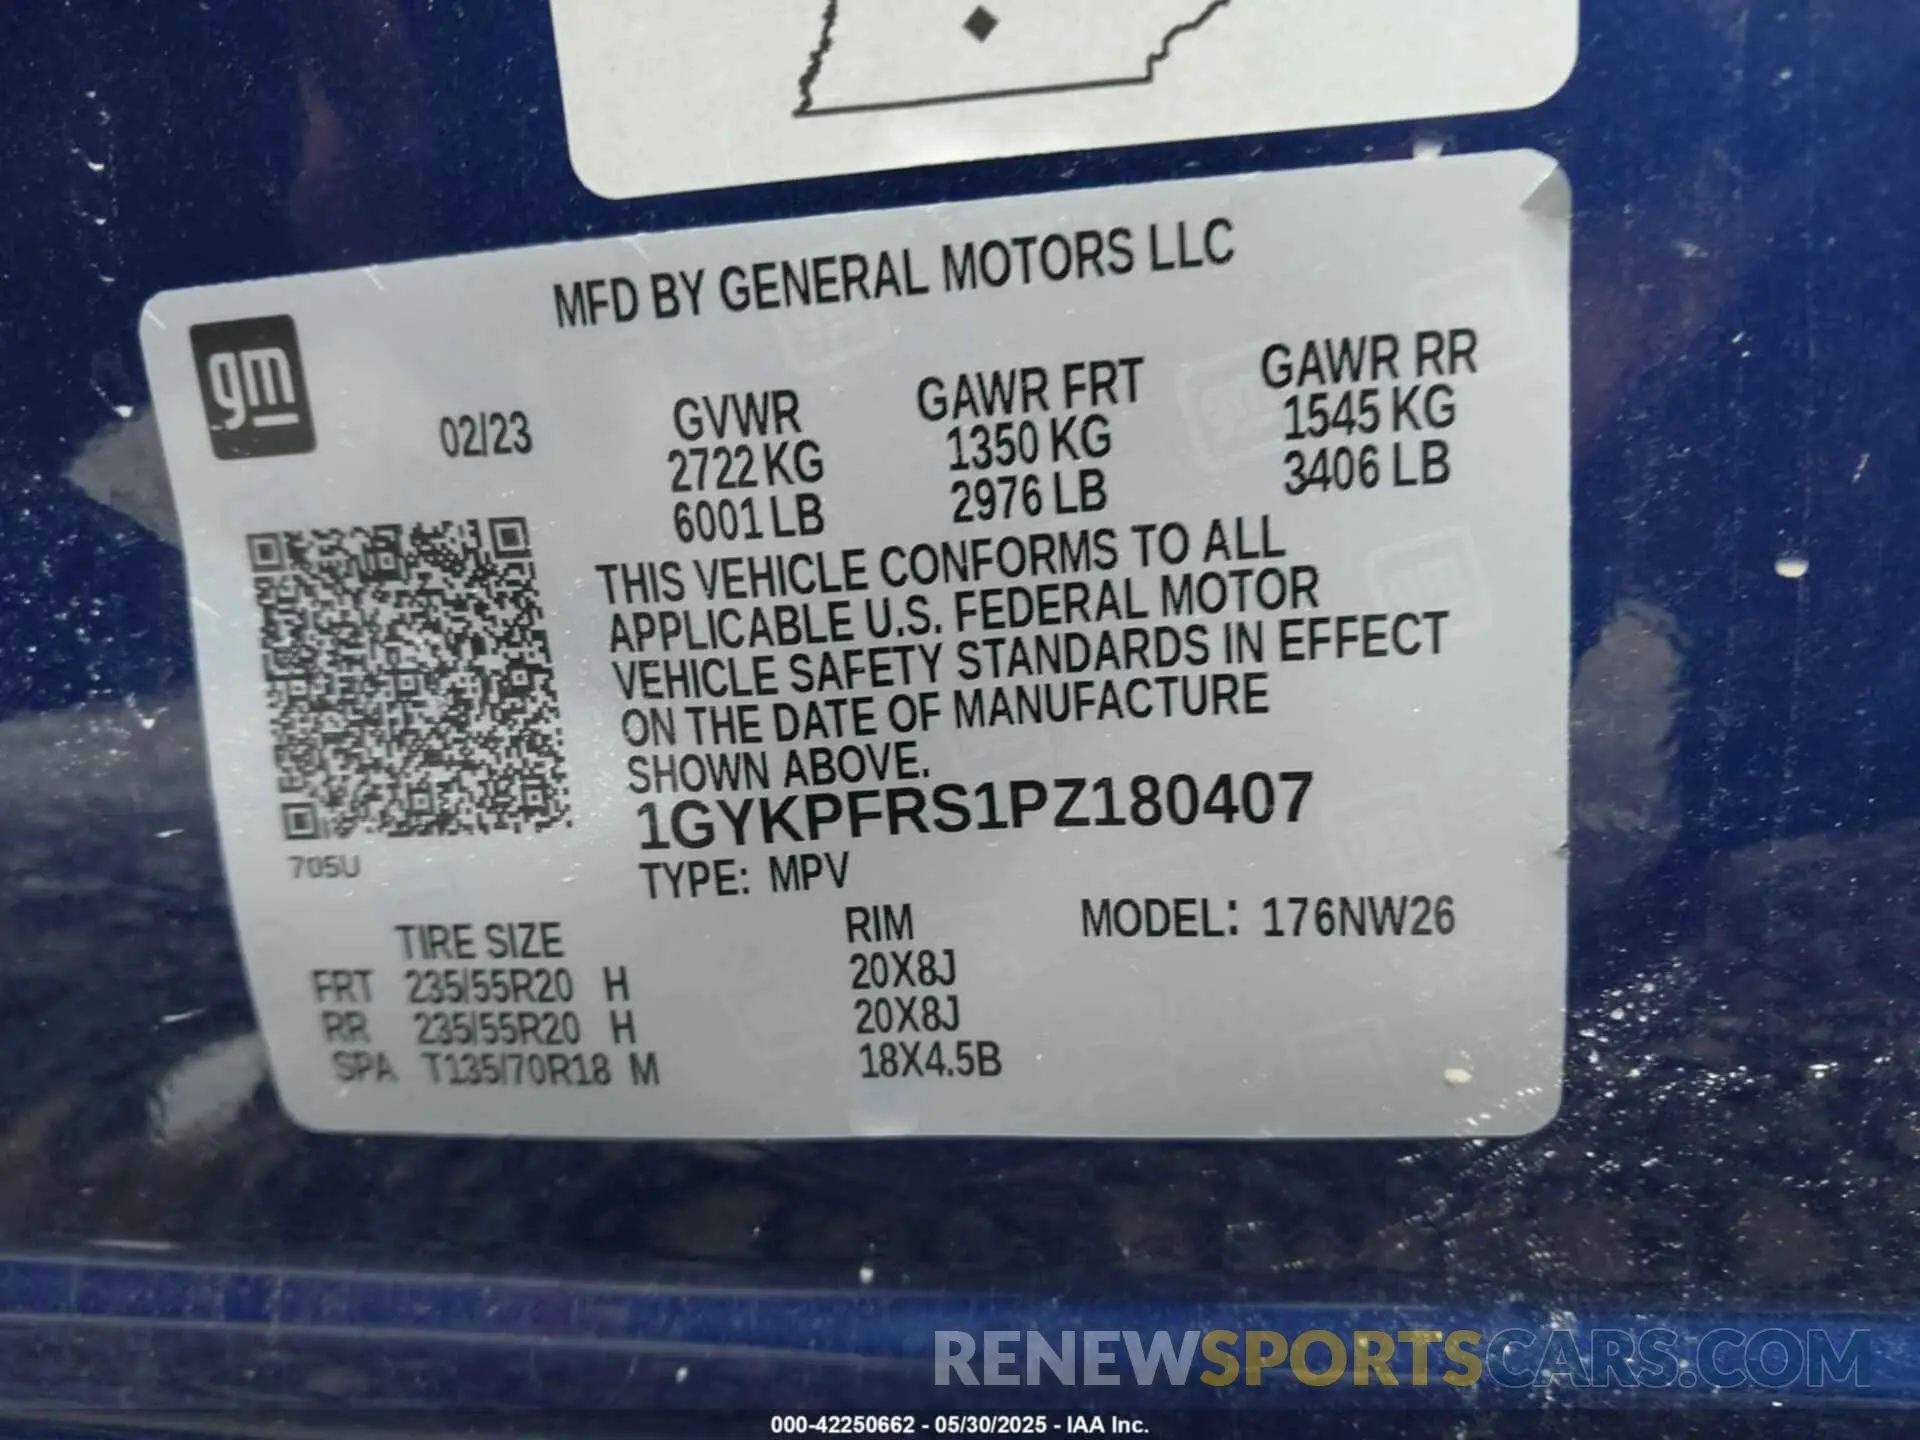 MFD BY GENERAL MOTORS LLC
gm
02/23
GVWR
2722 KG
6001 LB
GAWR FRT
1350 KG
2976 LB
GAWR RR
1545 KG
3406 LB
THIS VEHICLE CONFORMS TO ALL
APPLICABLE U.S. FEDERAL MOTOR
VEHICLE SAFETY STANDARDS IN EFFECT
ON THE DATE OF MANUFACTURE
SHOWN ABOVE.
1GYKPFRS1PZ180407
705U
TYPE: MPV
TIRE SIZE RIM MODEL: 176NW26
FRT 235/55R20 H 20X8J
RR 235/55R20 H 20X8J
SPA T135/70R18 M 18X4.5B
RENEWSPORTSCARS.COM
000-42250662 - 05/30/2025 - IAA Inc.